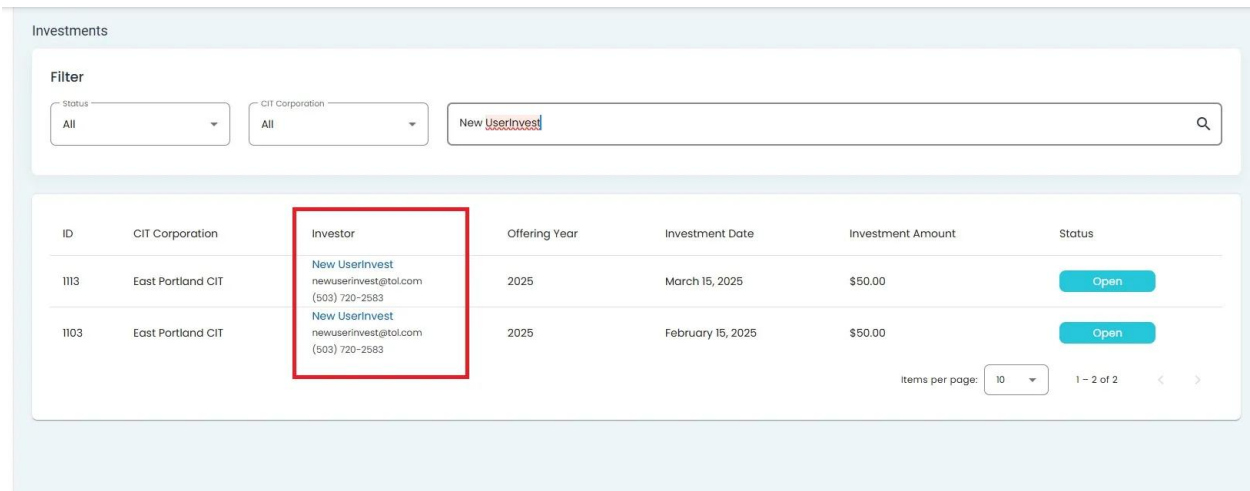 Investments
Filter
Status
All
CIT Corporation
All
New UserInvest
ID CIT Corporation Investor Offering Year Investment Date Investment Amount Status
1113 East Portland CIT New UserInvest 2025 March 15, 2025 $50.00 Open
newuserinvest@tol.com
(503) 720-2583
1103 East Portland CIT New UserInvest 2025 February 15, 2025 $50.00 Open
newuserinvest@tol.com
(503) 720-2583
Items per page: 10 1 – 2 of 2